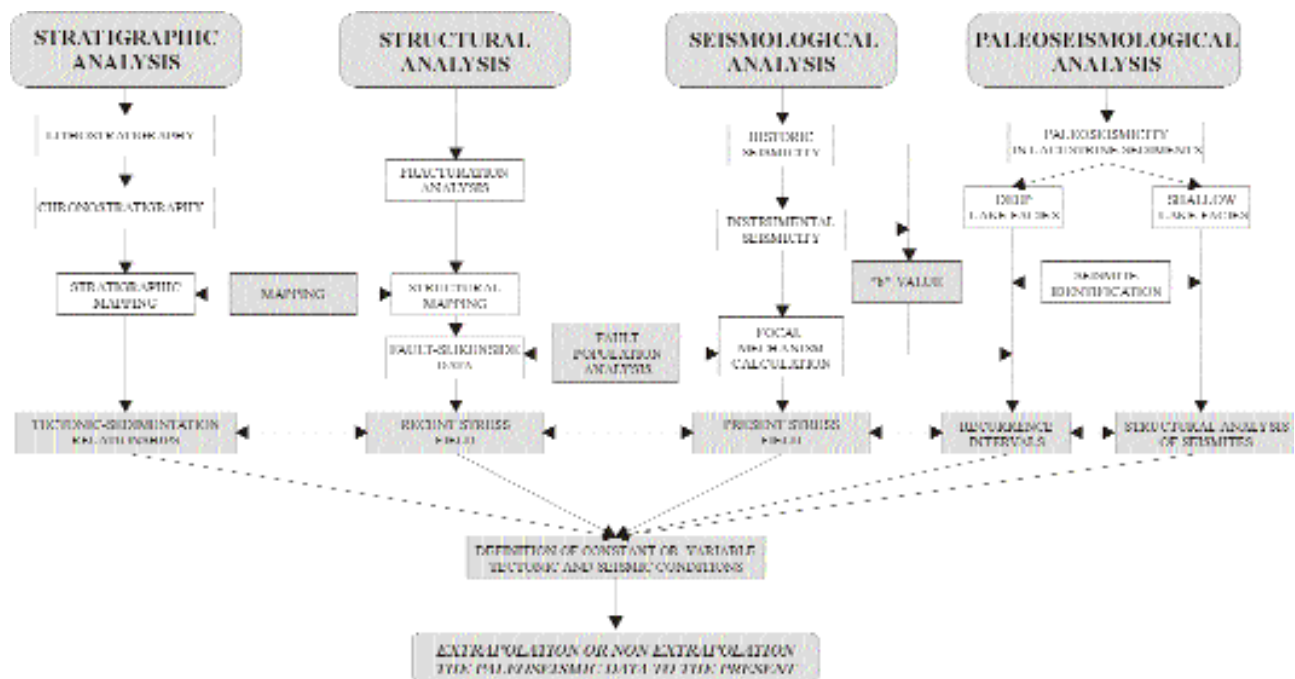 STRATIGRAPHIC
ANALYSIS
STRUCTURAL
ANALYSIS
SEISMOLOGICAL
ANALYSIS
PALEOSEISMOLOGICAL
ANALYSIS
LITHOSTRATIGRAPHY
HISTORIC
SEISMICITY
PALEOSEISMICITY
IN LACUSTRINE SEDIMENTS
FRACTURATION
ANALYSIS
CHRONOSTRATIGRAPHY
INSTRUMENTAL
SEISMICITY
DEEP
LAKE FACIES
SHALLOW
LAKE FACIES
STRATIGRAPHIC
MAPPING
MAPPING
STRUCTURAL
MAPPING
"b" VALUE
SEISMITE
IDENTIFICATION
FAULT-SLIKENSIDE
DATA
FAULT
POPULATION
ANALYSIS
FOCAL
MECHANISM
CALCULATION
TECTONIC-SEDIMENTATION
RELATIONSHIPS
RECENT STRESS
FIELD
PRESENT STRESS
FIELD
RECURRENCE
INTERVALS
STRUCTURAL ANALYSIS
OF SEISMITES
DEFINITION OF CONSTANT OR VARIABLE
TECTONIC AND SEISMIC CONDITIONS
EXTRAPOLATION OR NON EXTRAPOLATION
THE PALEOSEISMIC DATA TO THE PRESENT